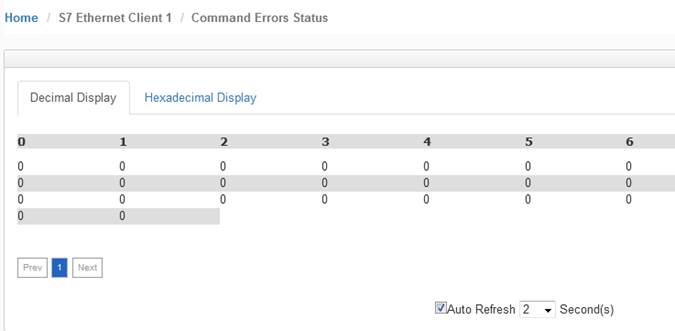 Home / S7 Ethernet Client 1 / Command Errors Status
Decimal Display Hexadecimal Display
0 1 2 3 4 5 6
0 0 0 0 0 0 0
0 0 0 0 0 0 0
0 0 0 0 0 0 0
0 0
Prev 1 Next
Auto Refresh 2 Second(s)